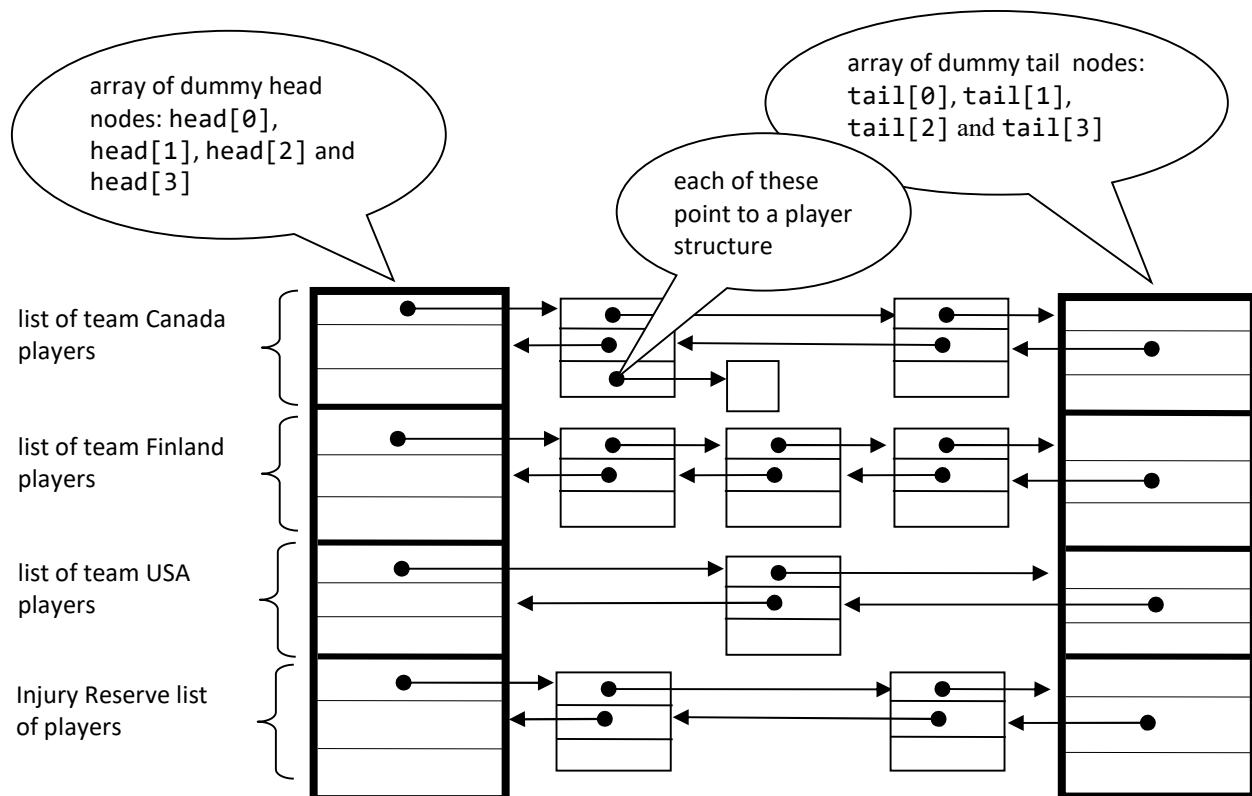 array of dummy head
nodes: head[0],
head[1], head[2] and
head[3]
array of dummy tail nodes:
tail[0], tail[1],
tail[2] and tail[3]
each of these
point to a player
structure
list of team Canada
players
list of team Finland
players
list of team USA
players
Injury Reserve list
of players